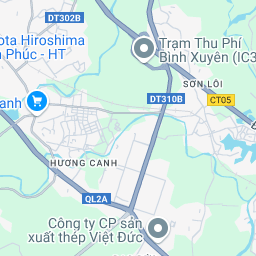 DT302B
ota Hiroshima
Phúc - HT
Trạm Thu Phí
Bình Xuyên (IC3
SƠN LÔI
anh
DT310B
CT05
HƯƠNG CANH
QL2A
Công ty CP sản
xuất thép Việt Đức